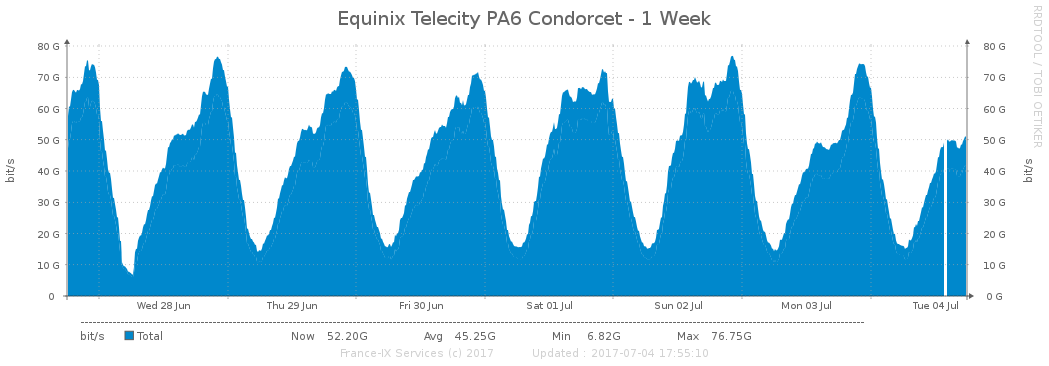 Equinix Telecity PA6 Condorcet - 1 Week
RRDTOOL / TOBI OETIKER
80 G 80 G
70 G 70 G
60 G 60 G
50 G 50 G
40 G 40 G
30 G 30 G
20 G 20 G
10 G 10 G
0 0 G
bit/s
bit/s
Wed 28 Jun Thu 29 Jun Fri 30 Jun Sat 01 Jul Sun 02 Jul Mon 03 Jul Tue 04 Jul
bit/s Total Now 52.20G Avg 45.25G Min 6.82G Max 76.75G
France-IX Services (c) 2017 Updated : 2017-07-04 17:55:10